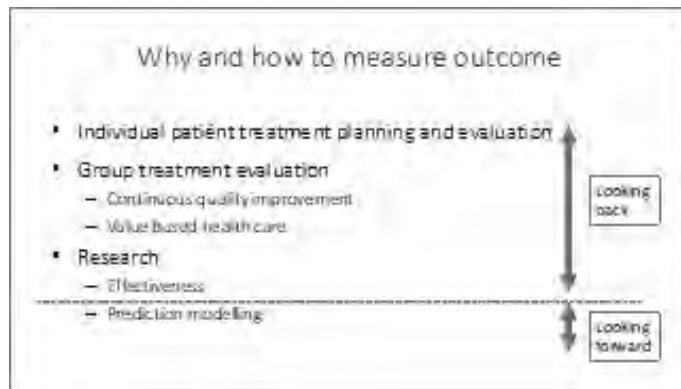 Why and how to measure outcome
▪ Individual patient treatment planning and evaluation
▪ Group treatment evaluation
– Continuous quality improvement
– Value based health care
▪ Research
– Effectiveness
– Prediction modelling
Looking
back
Looking
forward